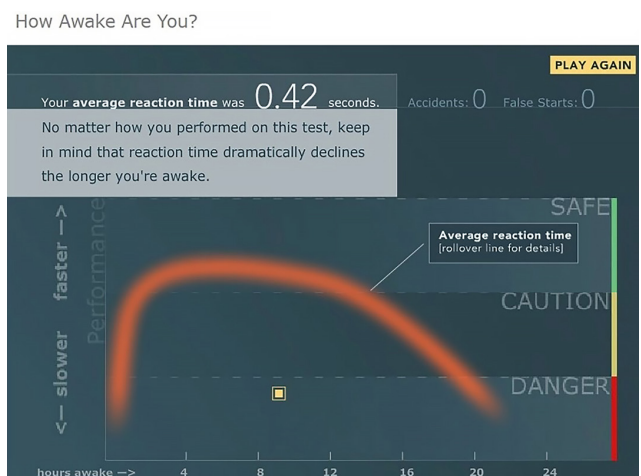 How Awake Are You?
PLAY AGAIN
Your average reaction time was 0.42 seconds.
Accidents: 0 False Starts: 0
No matter how you performed on this test, keep
in mind that reaction time dramatically declines
the longer you're awake.
SAFE
Average reaction time
[rollover line for details]
CAUTION
DANGER
Performance
<— slower faster —>
hours awake —> 4 8 12 16 20 24